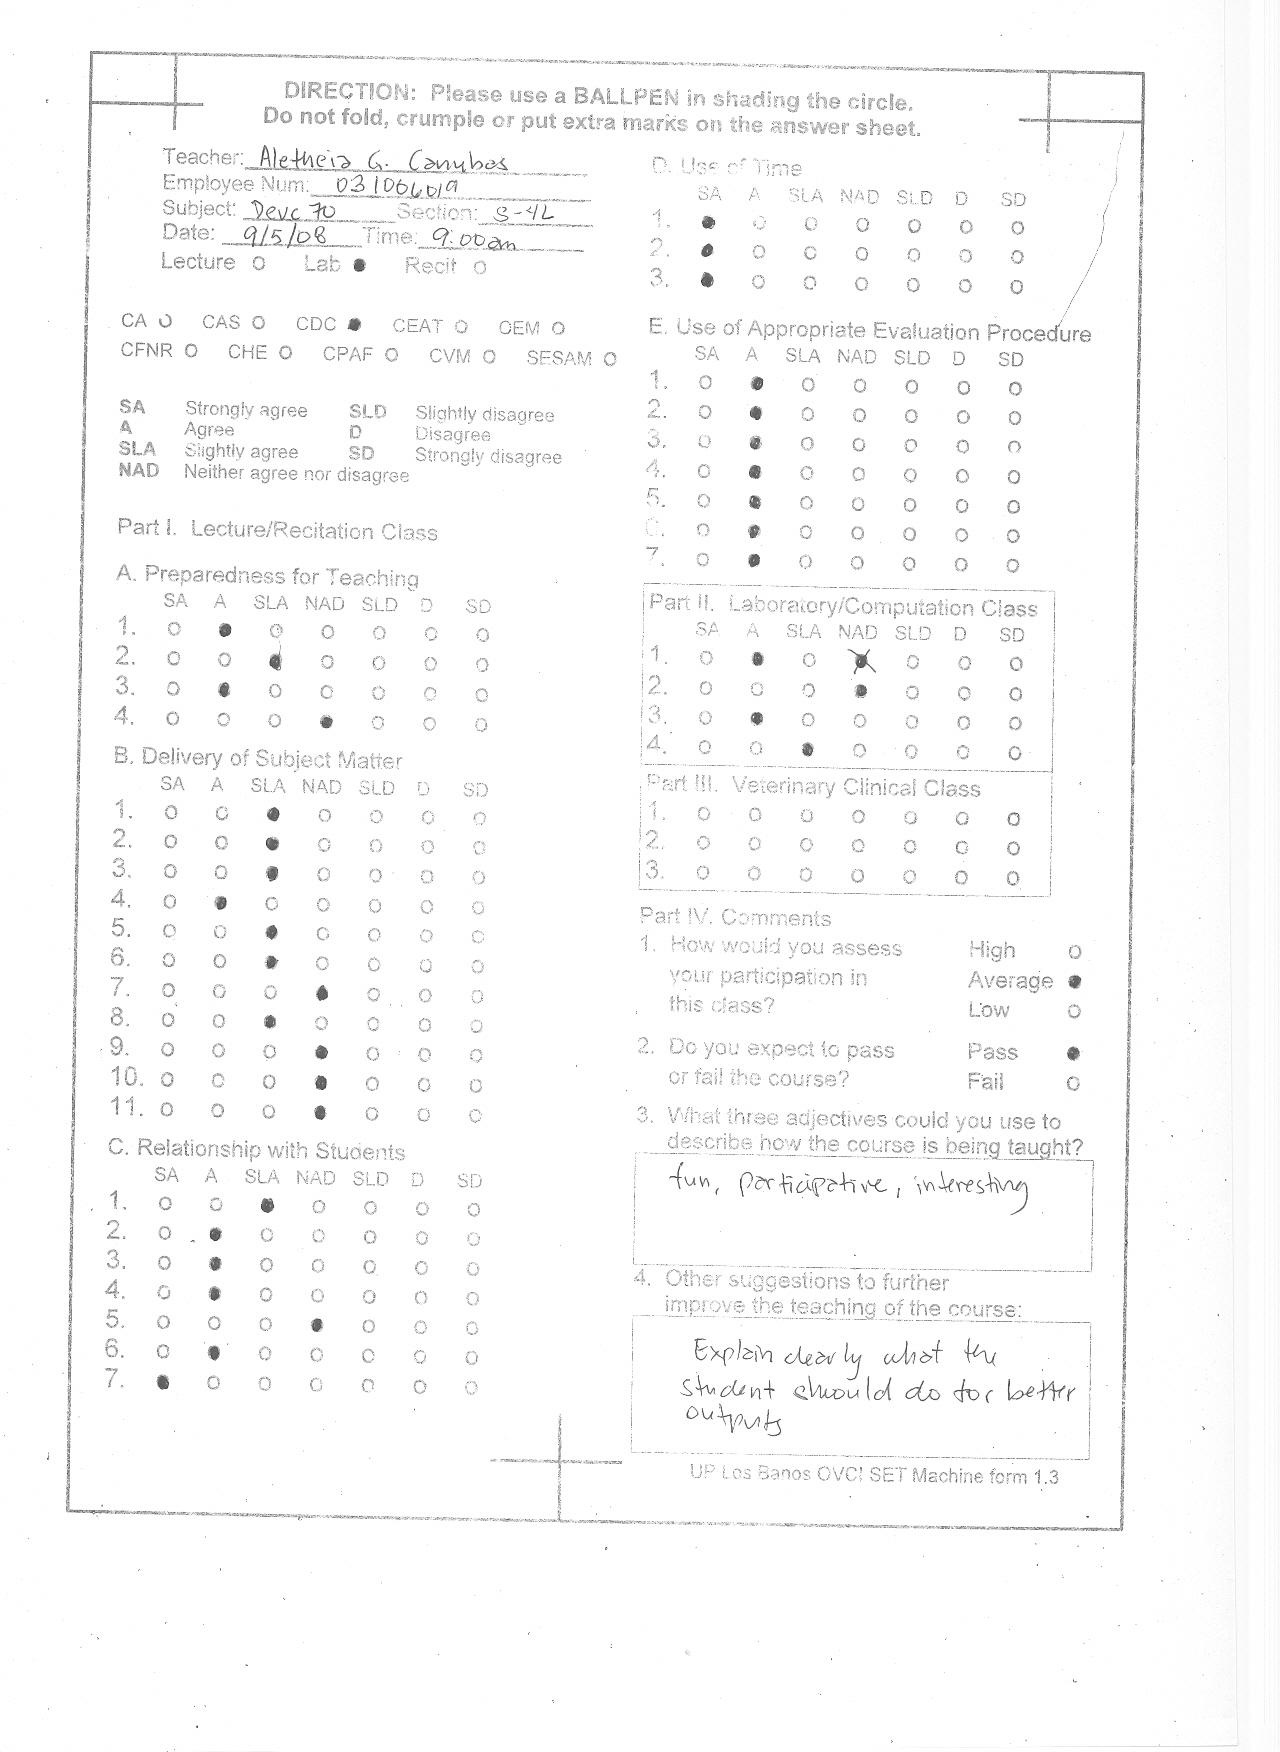 DIRECTION: Please use a BALLPEN in shading the circle.
Do not fold, crumple or put extra marks on the answer sheet.
Teacher: Aletheia G. Canubas
Employee Num: 031066019
Subject: Devc 70 Section: S-4L
Date: 9/5/08 Time: 9:00am
Lecture Lab Recit
CA CAS CDC CEAT CEM
CFNR CHE CPAF CVM SESAM
SA Strongly agree SLD Slightly disagree
A Agree D Disagree
SLA Slightly agree SD Strongly disagree
NAD Neither agree nor disagree
Part I. Lecture/Recitation Class
A. Preparedness for Teaching
SA A SLA NAD SLD D SD
1.
2.
3.
4.
B. Delivery of Subject Matter
SA A SLA NAD SLD D SD
1.
2.
3.
4.
5.
6.
7.
8.
9.
10.
11.
C. Relationship with Students
SA A SLA NAD SLD D SD
1.
2.
3.
4.
5.
6.
7.
D. Use of Time
SA A SLA NAD SLD D SD
1.
2.
3.
E. Use of Appropriate Evaluation Procedure
SA A SLA NAD SLD D SD
1.
2.
3.
4.
5.
6.
7.
Part II. Laboratory/Computation Class
SA A SLA NAD SLD D SD
1.
2.
3.
4.
Part III. Veterinary Clinical Class
1.
2.
3.
Part IV. Comments
1. How would you assess High
your participation in Average
this class? Low
2. Do you expect to pass Pass
or fail the course? Fail
3. What three adjectives could you use to
describe how the course is being taught?
fun, participative, interesting
4. Other suggestions to further
improve the teaching of the course:
Explain clearly what the
student should do for better
outputs
UP Los Banos OVCI SET Machine form 1.3